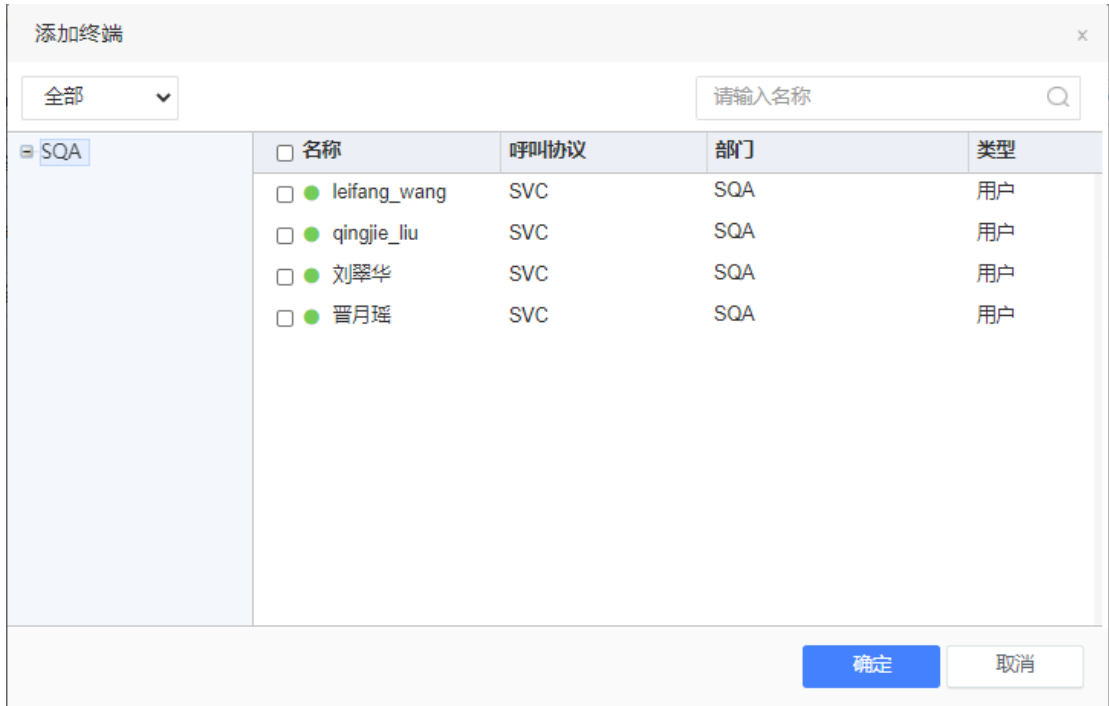 添加终端
全部
请输入名称
SQA
名称 呼叫协议 部门 类型
leifang_wang SVC SQA 用户
qingjie_liu SVC SQA 用户
刘翠华 SVC SQA 用户
晋月瑶 SVC SQA 用户
确定 取消